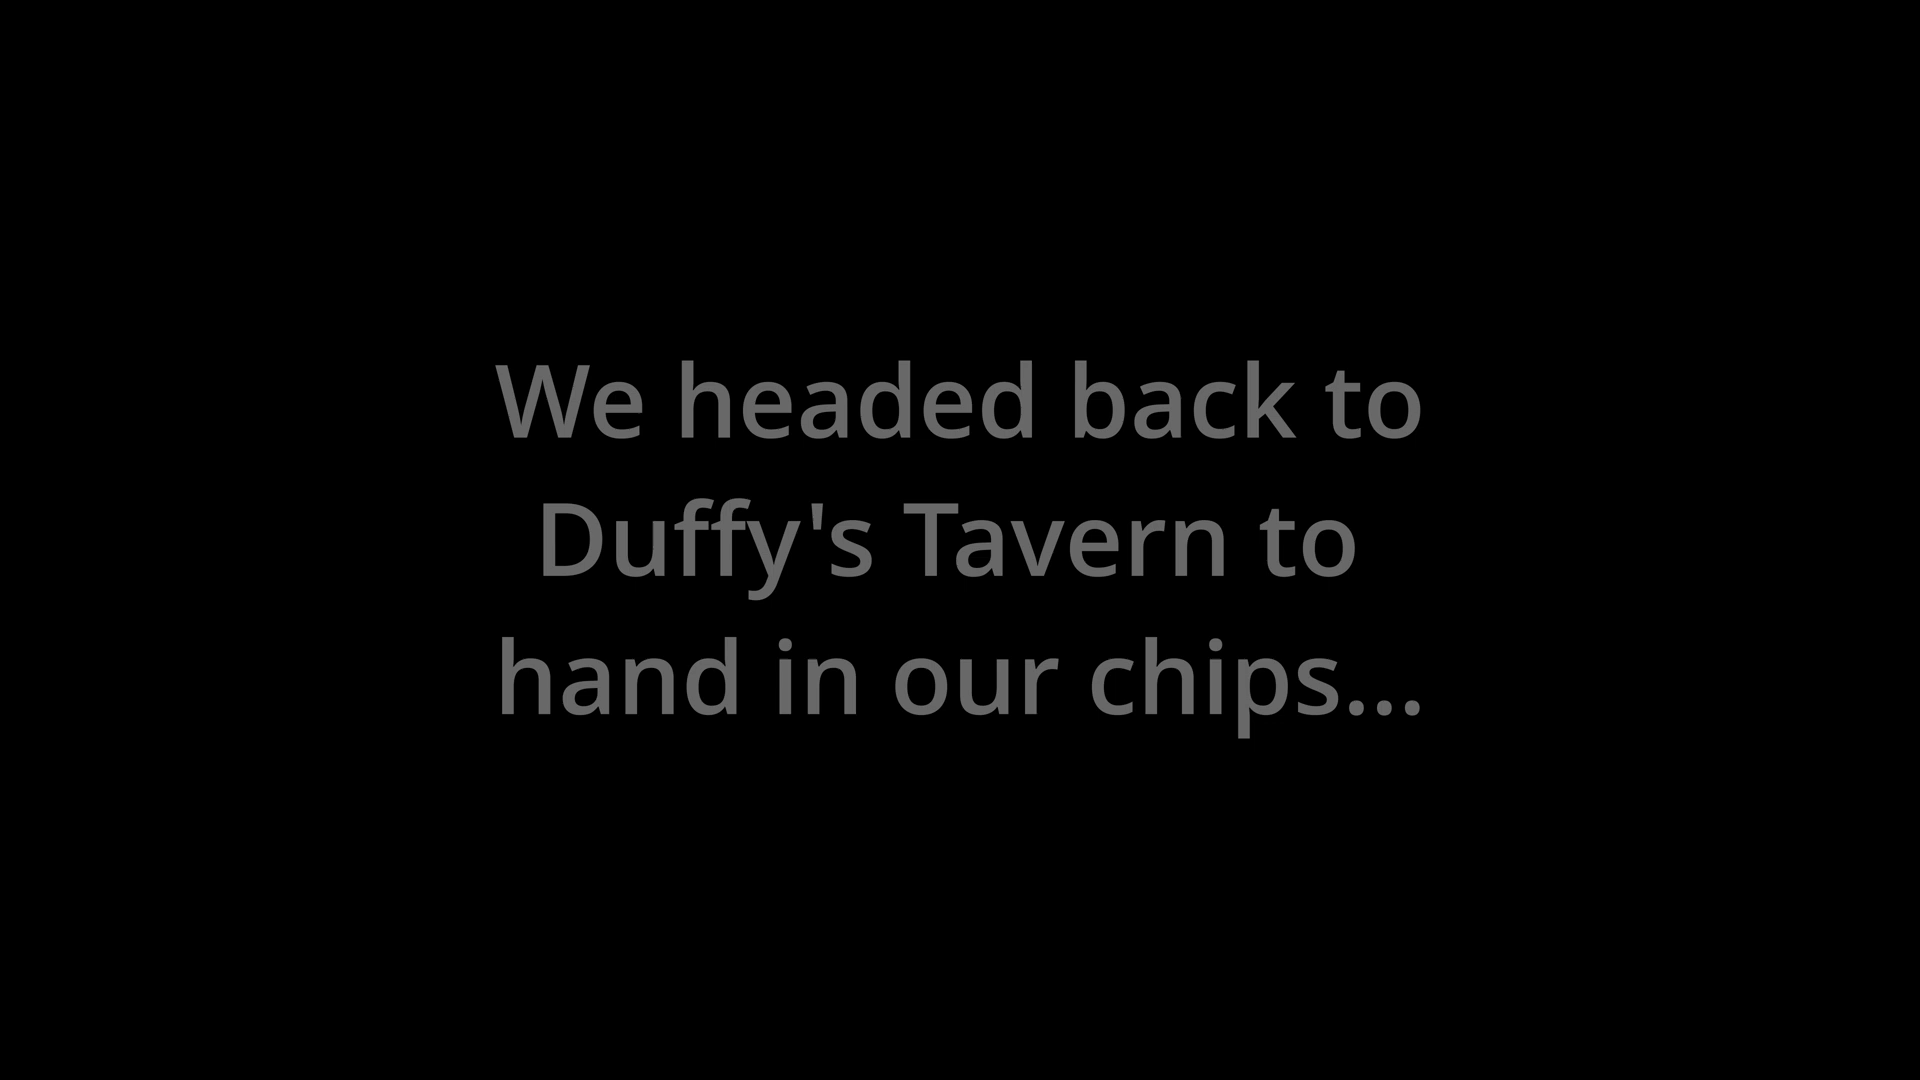 We headed back to
Duffy's Tavern to
hand in our chips...